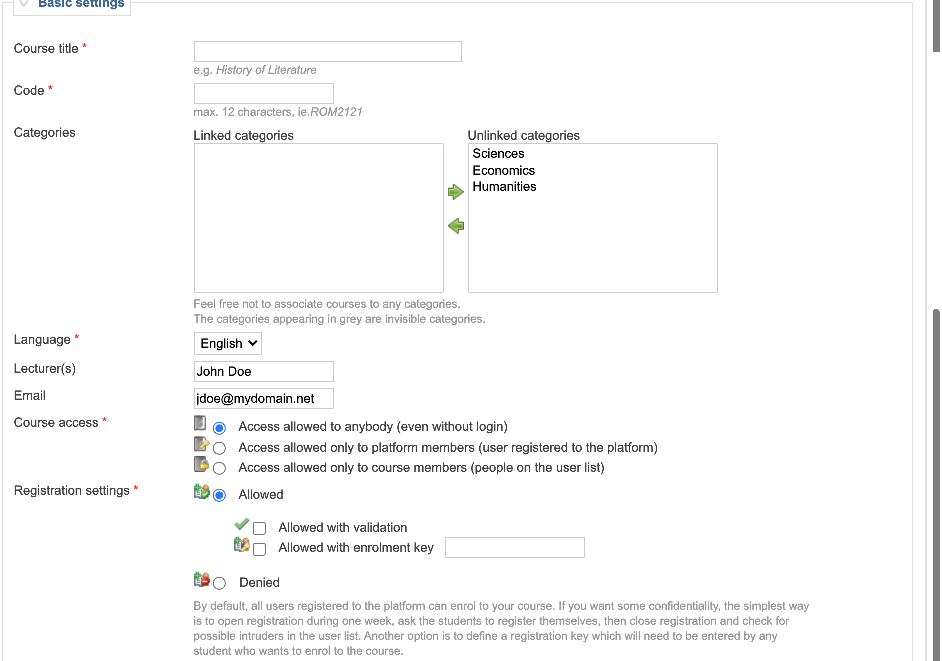 Basic settings
Course title *
e.g. History of Literature
Code *
max. 12 characters, ie.ROM2121
Categories
Linked categories
Unlinked categories
Sciences
Economics
Humanities
Feel free not to associate courses to any categories.
The categories appearing in grey are invisible categories.
Language *
English
Lecturer(s)
John Doe
Email
jdoe@mydomain.net
Course access *
Access allowed to anybody (even without login)
Access allowed only to platform members (user registered to the platform)
Access allowed only to course members (people on the user list)
Registration settings *
Allowed
Allowed with validation
Allowed with enrolment key
Denied
By default, all users registered to the platform can enrol to your course. If you want some confidentiality, the simplest way
is to open registration during one week, ask the students to register themselves, then close registration and check for
possible intruders in the user list. Another option is to define a registration key which will need to be entered by any
student who wants to enrol to the course.